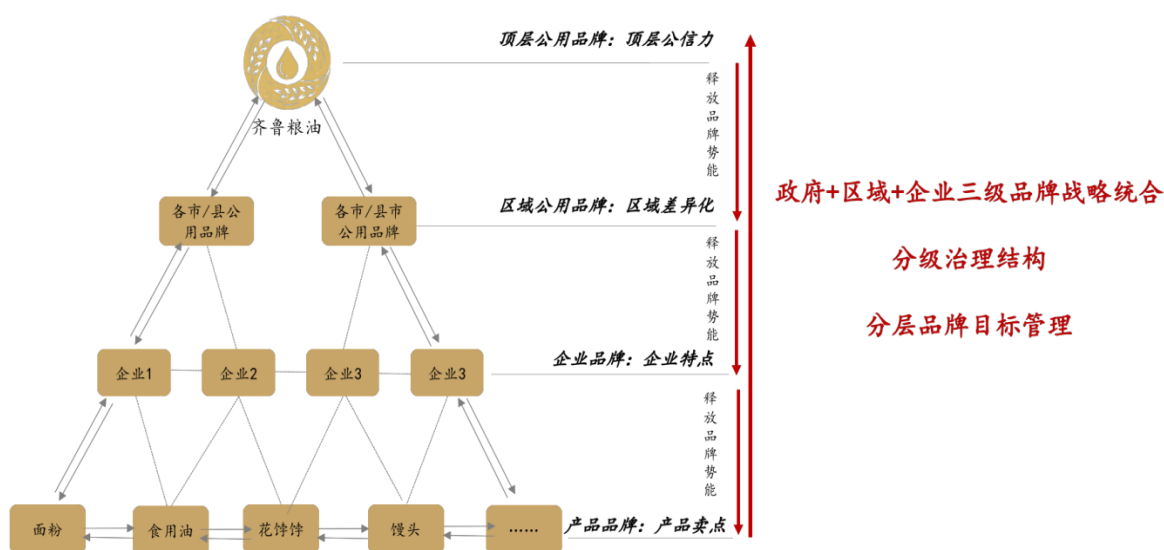 顶层公用品牌：顶层公信力
释放品牌势能
齐鲁粮油
各市/县公
用品牌
各市/县市
公用品牌
区域公用品牌：区域差异化
政府+区域+企业三级品牌战略统合
分级治理结构
分层品牌目标管理
释放品牌势能
企业1
企业2
企业3
企业3
企业品牌：企业特点
释放品牌势能
面粉
食用油
花饽饽
馒头
……
产品品牌：产品卖点